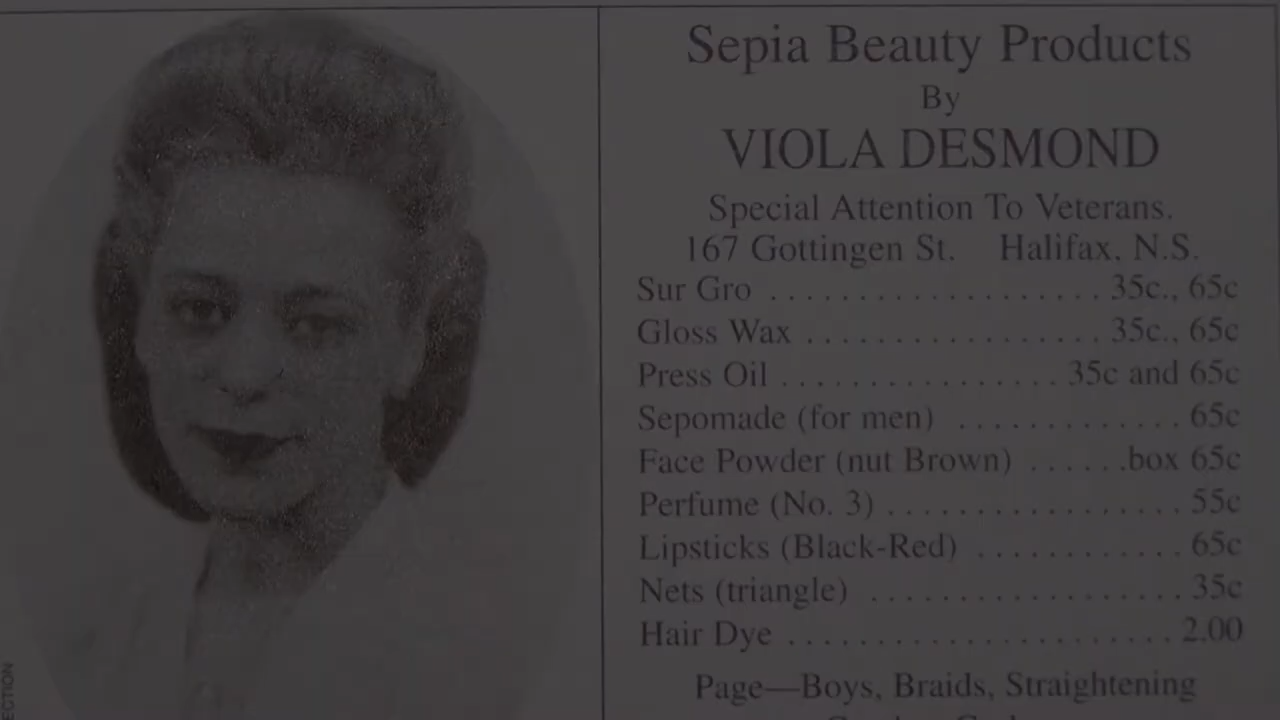 Sepia Beauty Products
By
VIOLA DESMOND
Special Attention To Veterans.
167 Gottingen St. Halifax, N.S.
Sur Gro . . . . . . . . . . . . . . . . . . . 35c., 65c
Gloss Wax . . . . . . . . . . . . . . . . . 35c., 65c
Press Oil . . . . . . . . . . . . . . . . 35c and 65c
Sepomade (for men) . . . . . . . . . . . . . 65c
Face Powder (nut Brown) . . . . . .box 65c
Perfume (No. 3) . . . . . . . . . . . . . . . . . 55c
Lipsticks (Black-Red) . . . . . . . . . . . . 65c
Nets (triangle) . . . . . . . . . . . . . . . . . . 35c
Hair Dye . . . . . . . . . . . . . . . . . . . . . . 2.00
Page—Boys, Braids, Straightening
ECTION